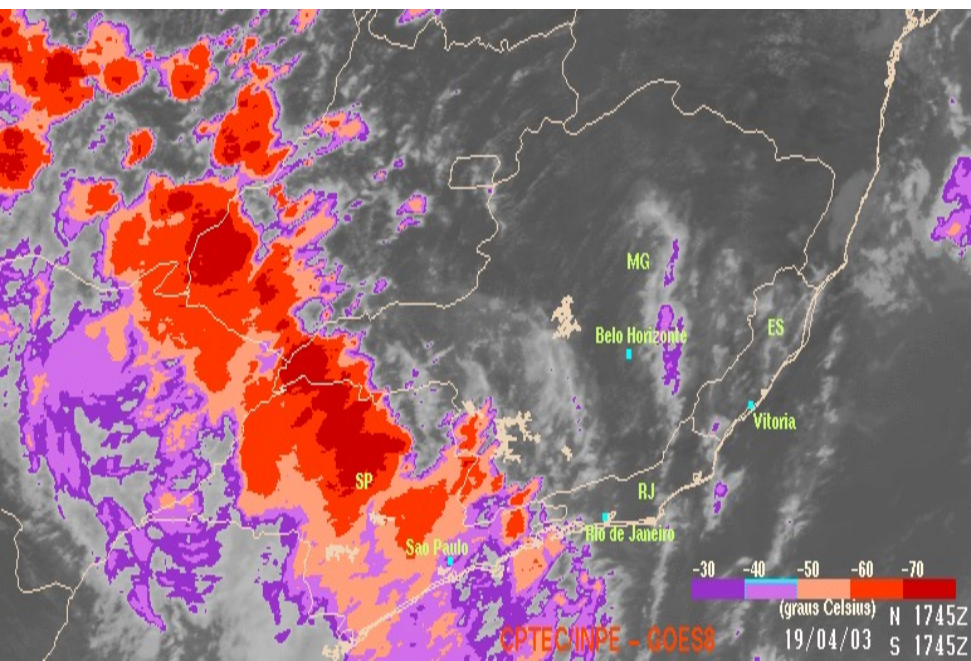 MG
Belo Horizonte
ES
Vitoria
SP
RJ
Rio de Janeiro
Sao Paulo
-30 -40 -50 -60 -70
(graus Celsius)
N 1745Z
19/04/03 S 1745Z
CPTEC/INPE - GOES8